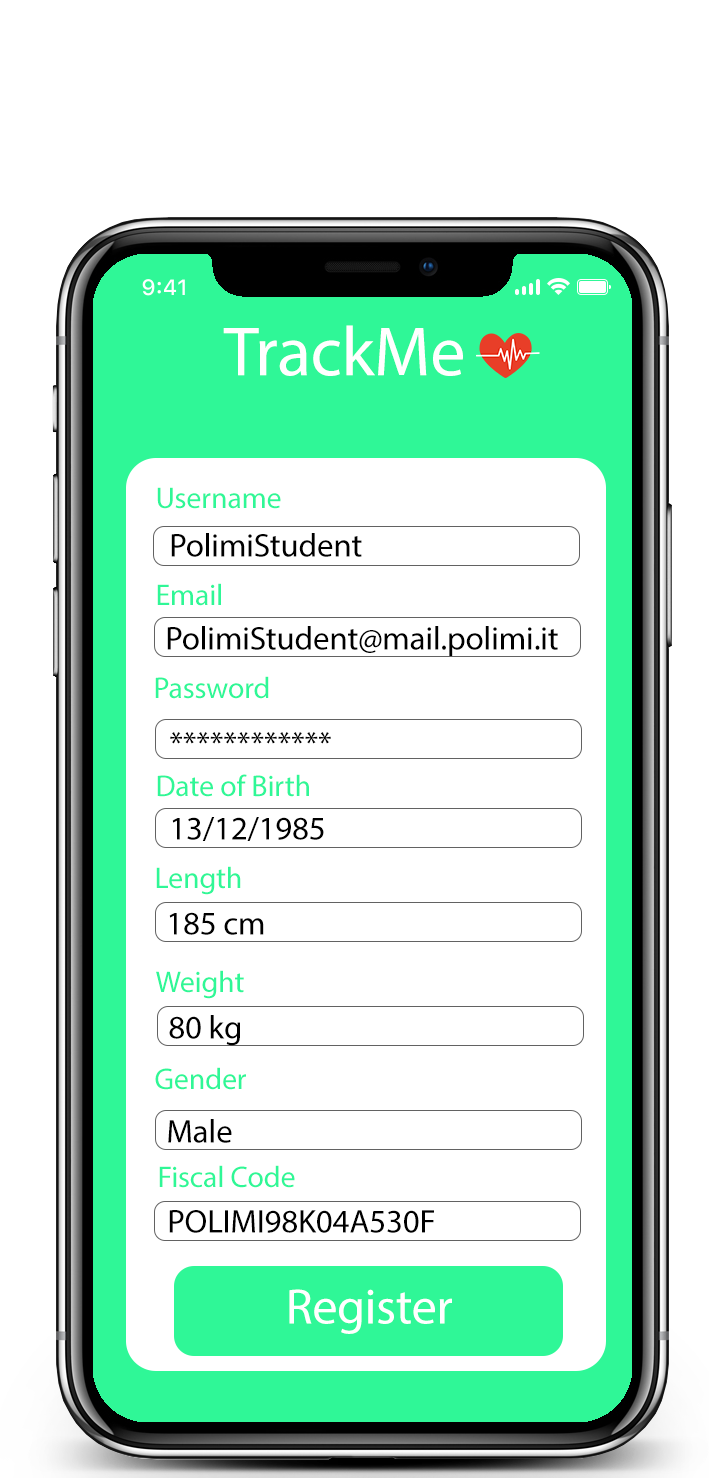 9:41
TrackMe
Username
PolimiStudent
Email
PolimiStudent@mail.polimi.it
Password
************
Date of Birth
13/12/1985
Length
185 cm
Weight
80 kg
Gender
Male
Fiscal Code
POLIMI98K04A530F
Register